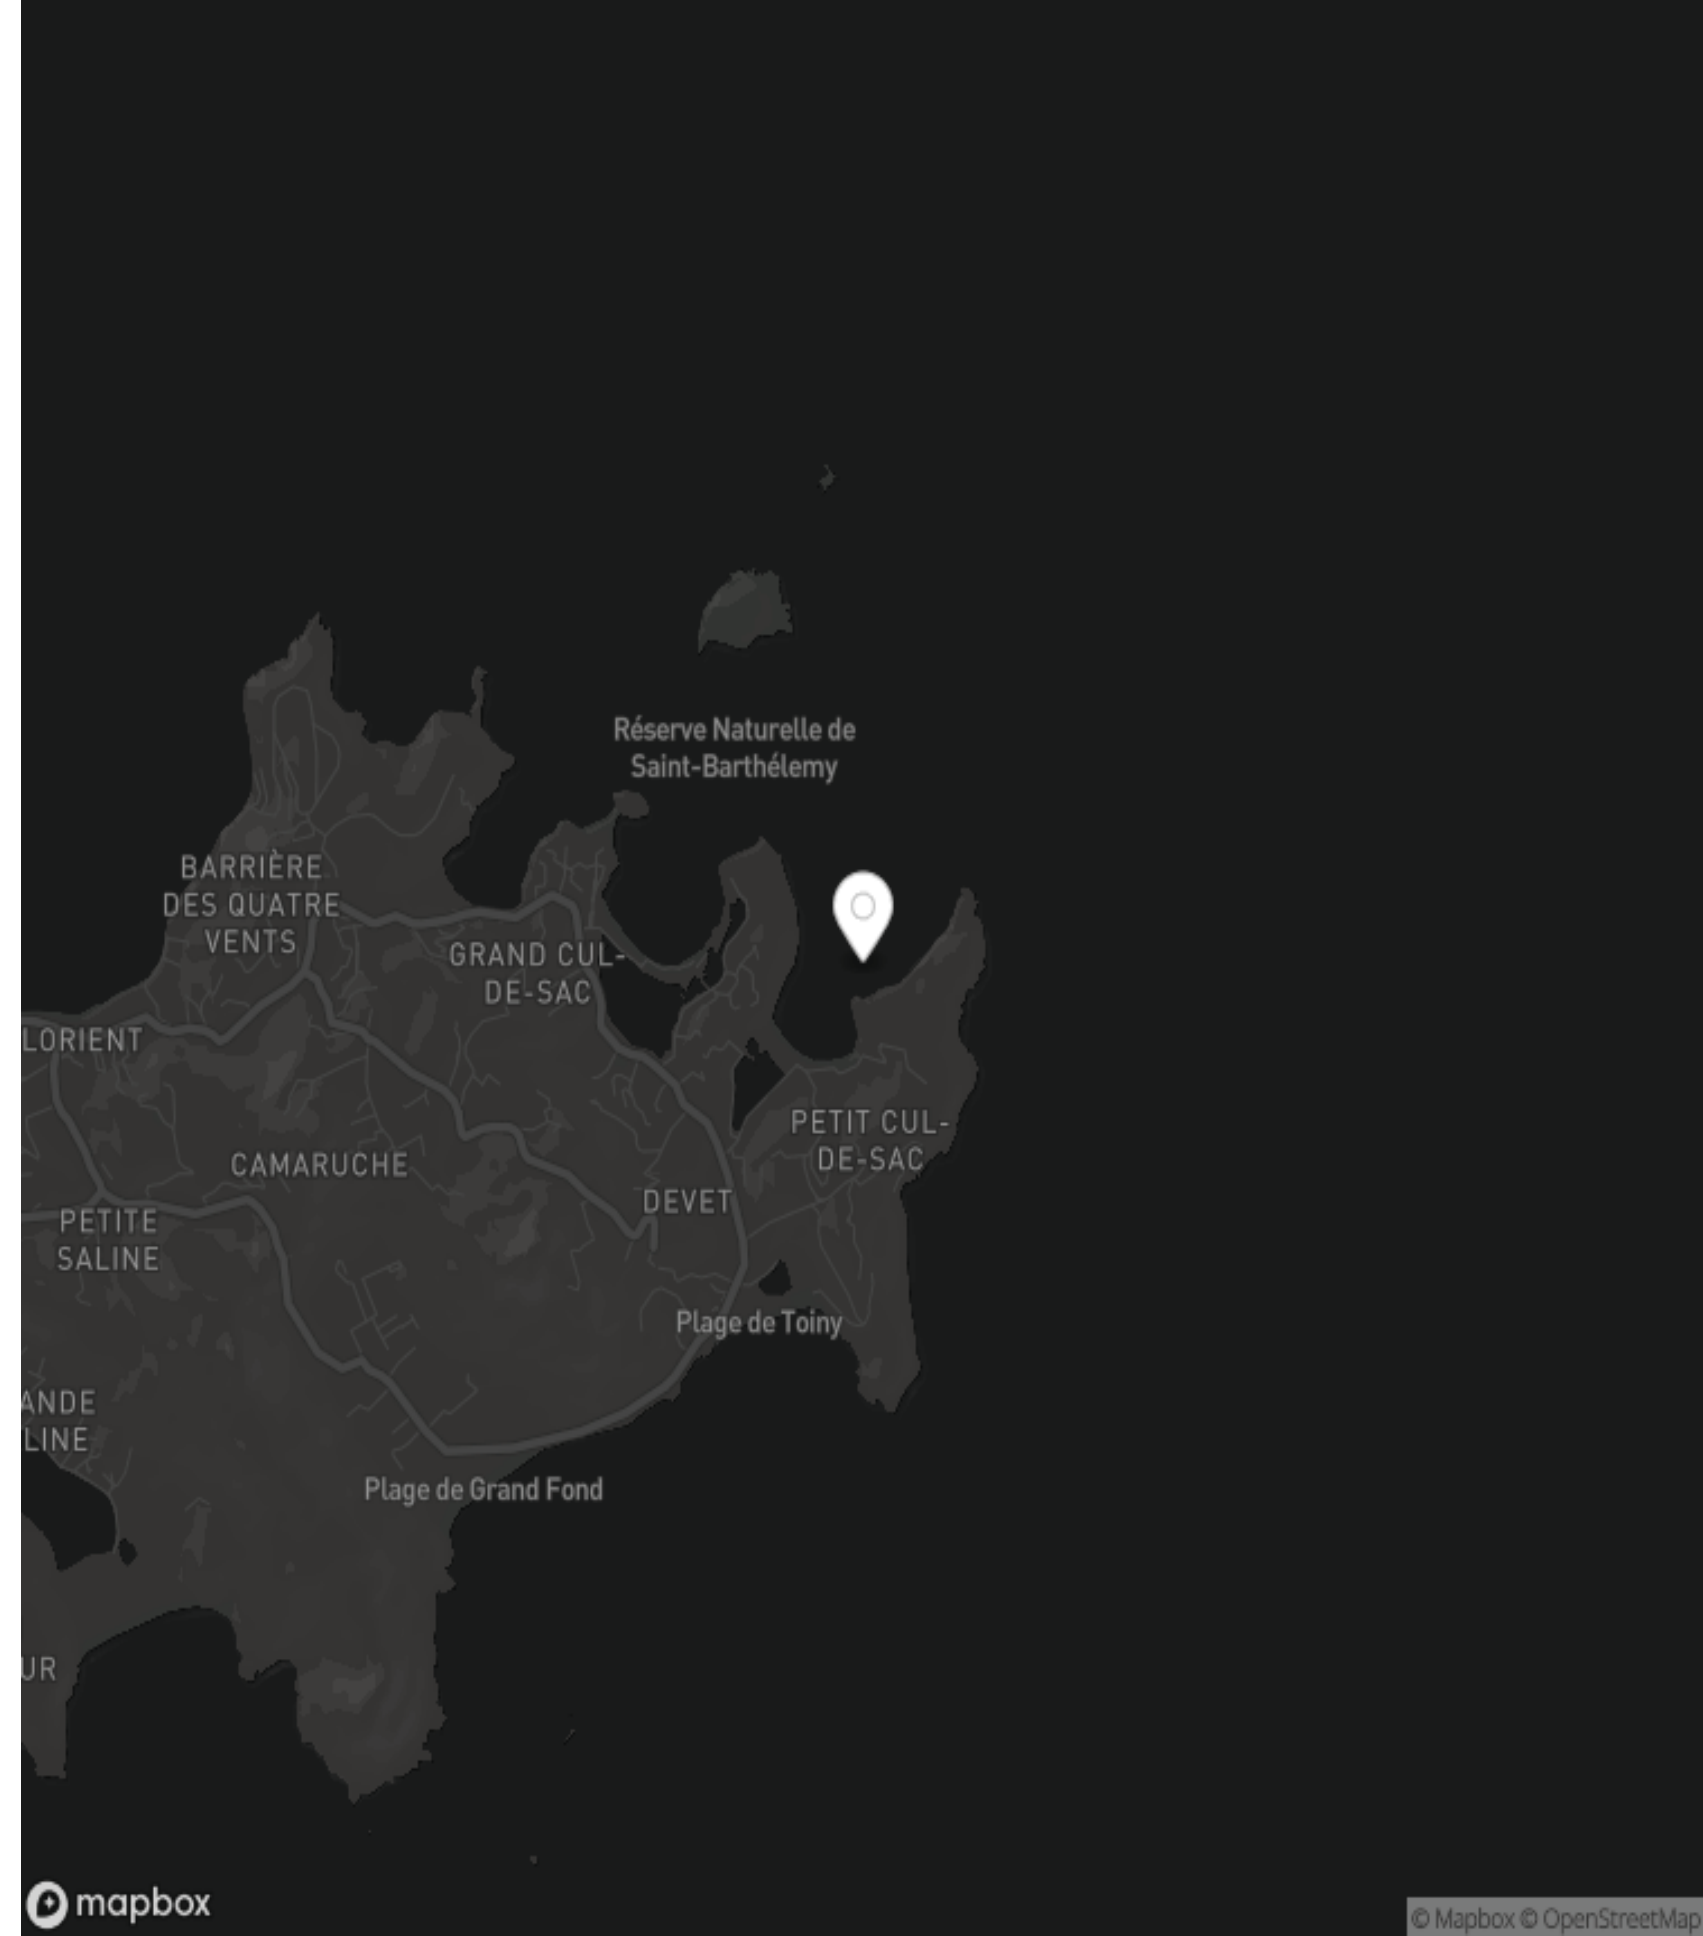 Réserve Naturelle de
Saint-Barthélemy
BARRIÈRE
DES QUATRE
VENTS
GRAND CUL-
DE-SAC
LORIENT
PETIT CUL-
DE-SAC
CAMARUCHE
DEVET
PETITE
SALINE
Plage de Toiny
ANDE
LINE
Plage de Grand Fond
UR
mapbox
© Mapbox © OpenStreetMap